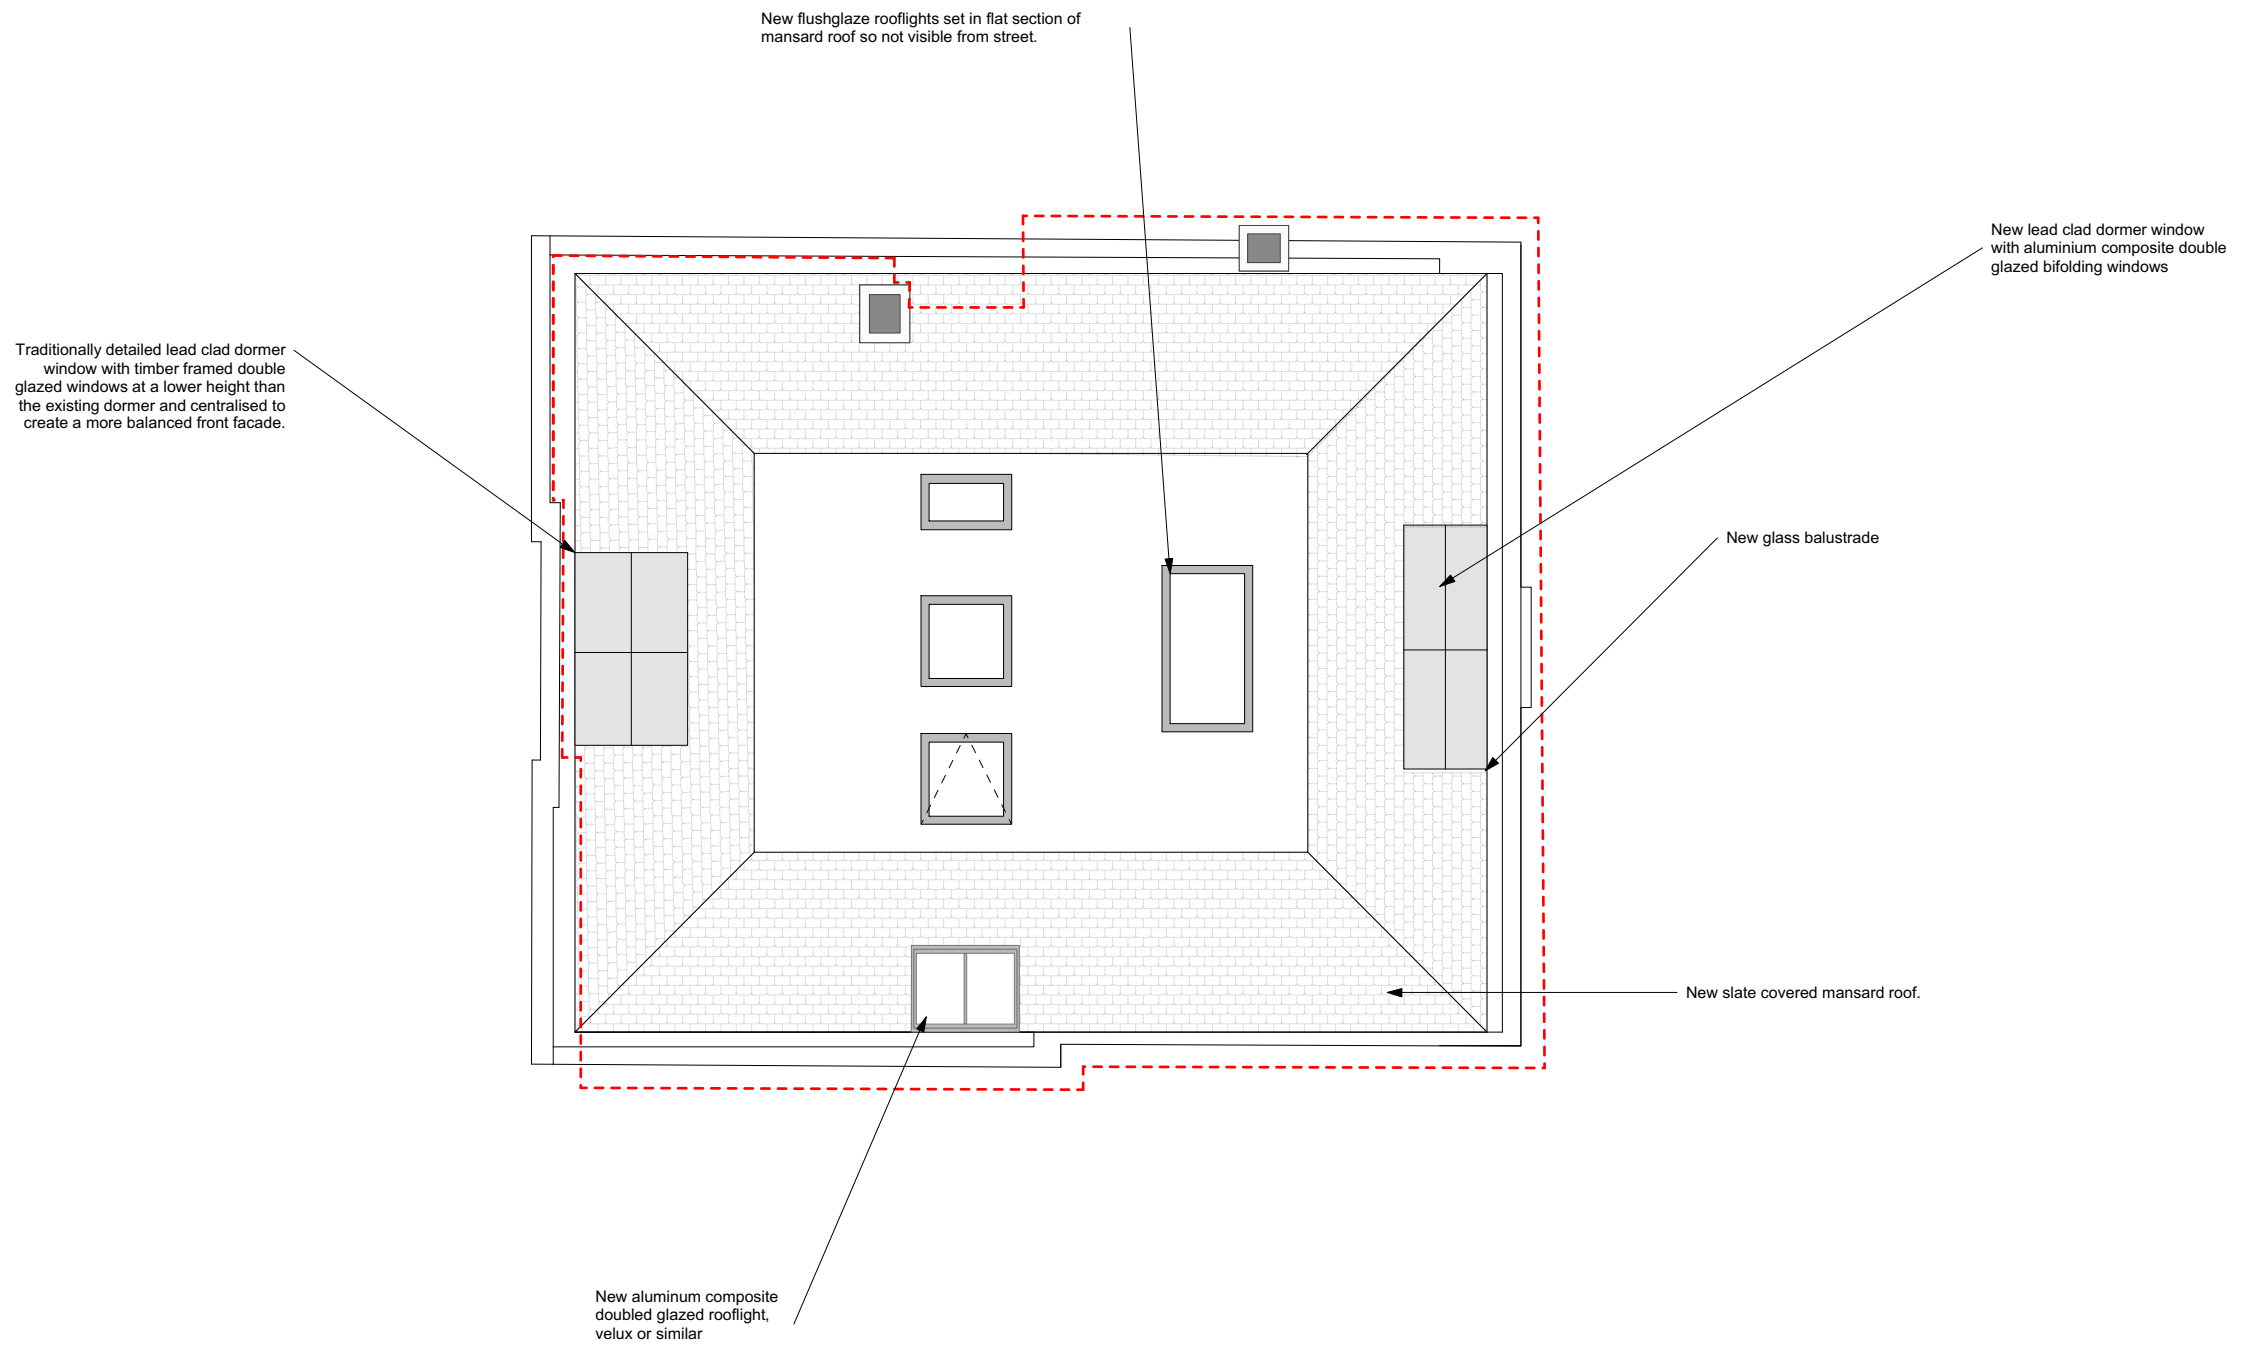 New flushglaze rooflights set in flat section of
mansard roof so not visible from street.
New lead clad dormer window
with aluminium composite double
glazed bifolding windows
Traditionally detailed lead clad dormer
window with timber framed double
glazed windows at a lower height than
the existing dormer and centralised to
create a more balanced front facade.
New glass balustrade
New slate covered mansard roof.
New aluminum composite
doubled glazed rooflight,
velux or similar